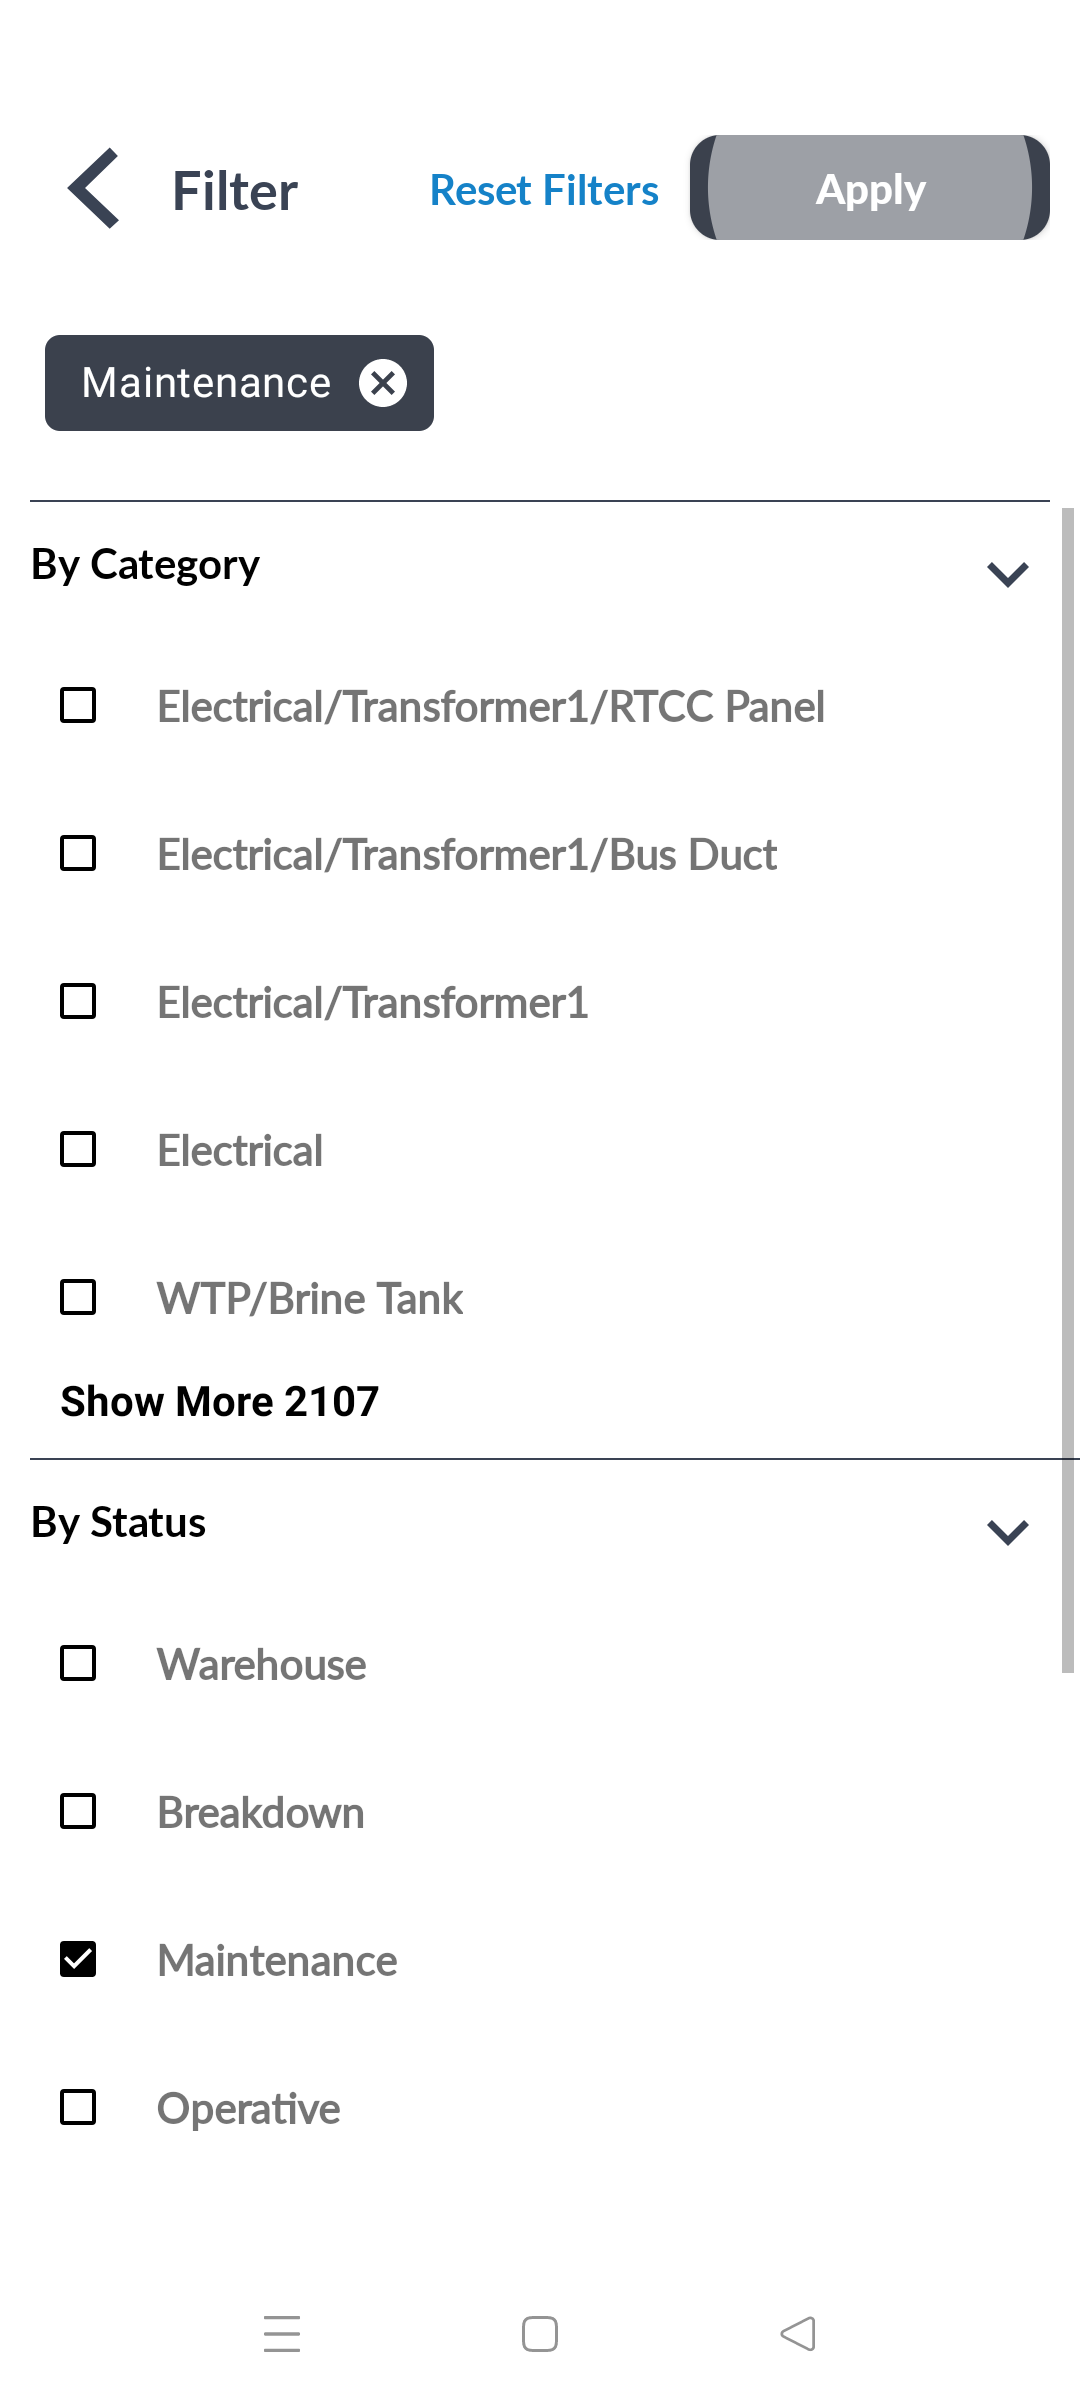 Filter
Reset Filters
Apply
Maintenance
By Category
Electrical/Transformer1/RTCC Panel
Electrical/Transformer1/Bus Duct
Electrical/Transformer1
Electrical
WTP/Brine Tank
Show More 2107
By Status
Warehouse
Breakdown
Maintenance
Operative